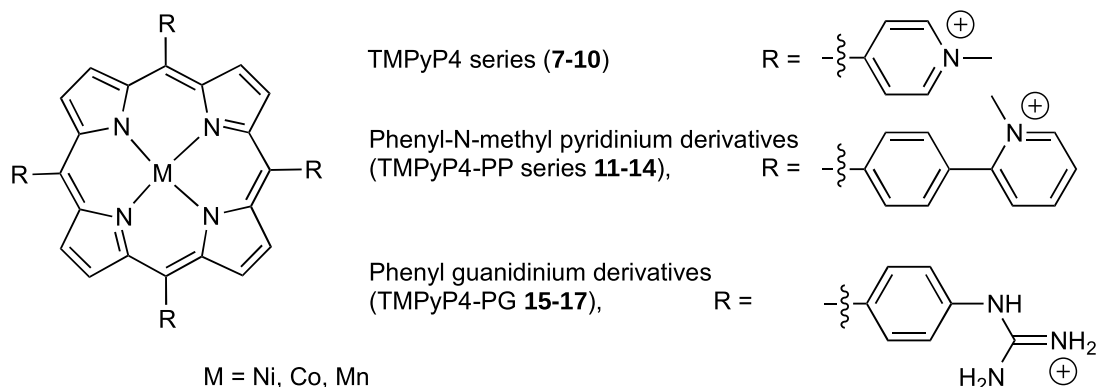 R
TMPyP4 series (7-10)
R =
N
+
N
N
Phenyl-N-methyl pyridinium derivatives
N
+
R
M
R
(TMPyP4-PP series 11-14),
R =
N
N
Phenyl guanidinium derivatives
(TMPyP4-PG 15-17),
R =
NH
R
NH2
H2N
+
M = Ni, Co, Mn